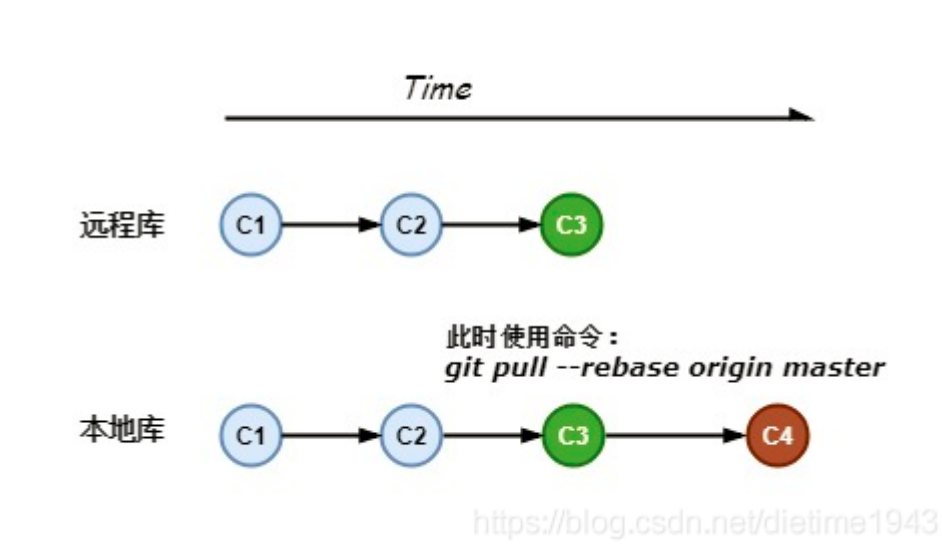 Time
远程库
C1
C2
C3
此时使用命令：
git pull --rebase origin master
本地库
C1
C2
C3
C4
https://blog.csdn.net/dietime1943